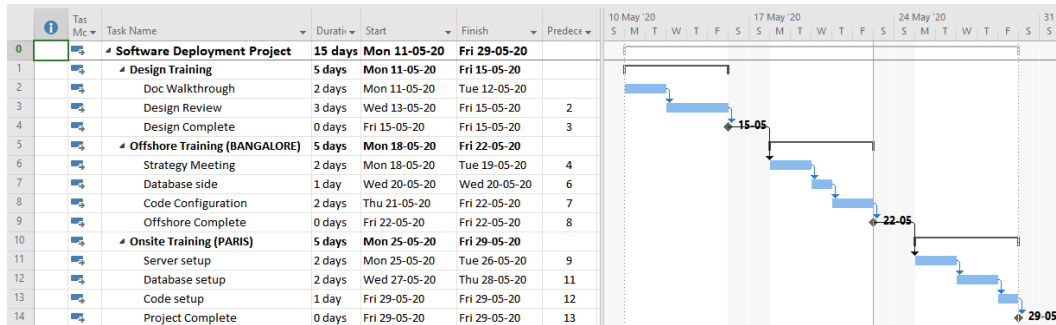 10 May '20 17 May '20 24 May '20 31
Tas
Mc Task Name Duratio Start Finish Predece S M T W T F S S M T W T F S S M T W T F S S
0 Software Deployment Project 15 days Mon 11-05-20 Fri 29-05-20
1 Design Training 5 days Mon 11-05-20 Fri 15-05-20
2 Doc Walkthrough 2 days Mon 11-05-20 Tue 12-05-20
3 Design Review 3 days Wed 13-05-20 Fri 15-05-20 2
4 Design Complete 0 days Fri 15-05-20 Fri 15-05-20 3 15-05
5 Offshore Training (BANGALORE) 5 days Mon 18-05-20 Fri 22-05-20
6 Strategy Meeting 2 days Mon 18-05-20 Tue 19-05-20 4
7 Database side 1 day Wed 20-05-20 Wed 20-05-20 6
8 Code Configuration 2 days Thu 21-05-20 Fri 22-05-20 7
9 Offshore Complete 0 days Fri 22-05-20 Fri 22-05-20 8 22-05
10 Onsite Training (PARIS) 5 days Mon 25-05-20 Fri 29-05-20
11 Server setup 2 days Mon 25-05-20 Tue 26-05-20 9
12 Database setup 2 days Wed 27-05-20 Thu 28-05-20 11
13 Code setup 1 day Fri 29-05-20 Fri 29-05-20 12
14 Project Complete 0 days Fri 29-05-20 Fri 29-05-20 13 29-05